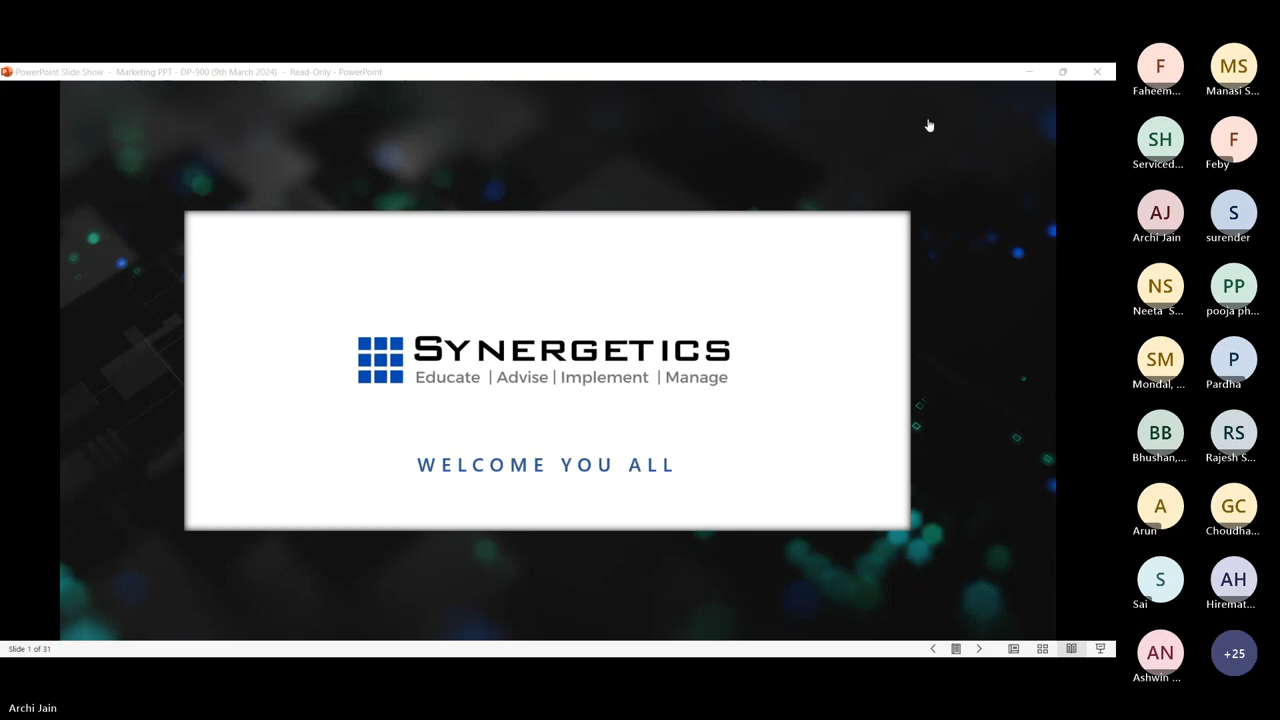 PowerPoint Slide Show - Marketing PPT - DP-900 (9th March 2024) - Read-Only - PowerPoint
SYNERGETICS
Educate | Advise | Implement | Manage
WELCOME YOU ALL
Slide 1 of 31
Archi Jain
F
Faheem...
MS
Manasi S...
SH
Serviced...
F
Feby
AJ
Archi Jain
S
surender
NS
Neeta S...
PP
pooja ph...
SM
Mondal, ...
P
Pardha
BB
Bhushan,...
RS
Rajesh S...
A
Arun
GC
Choudha...
S
Sai
AH
Hiremat...
AN
Ashwin ...
+25